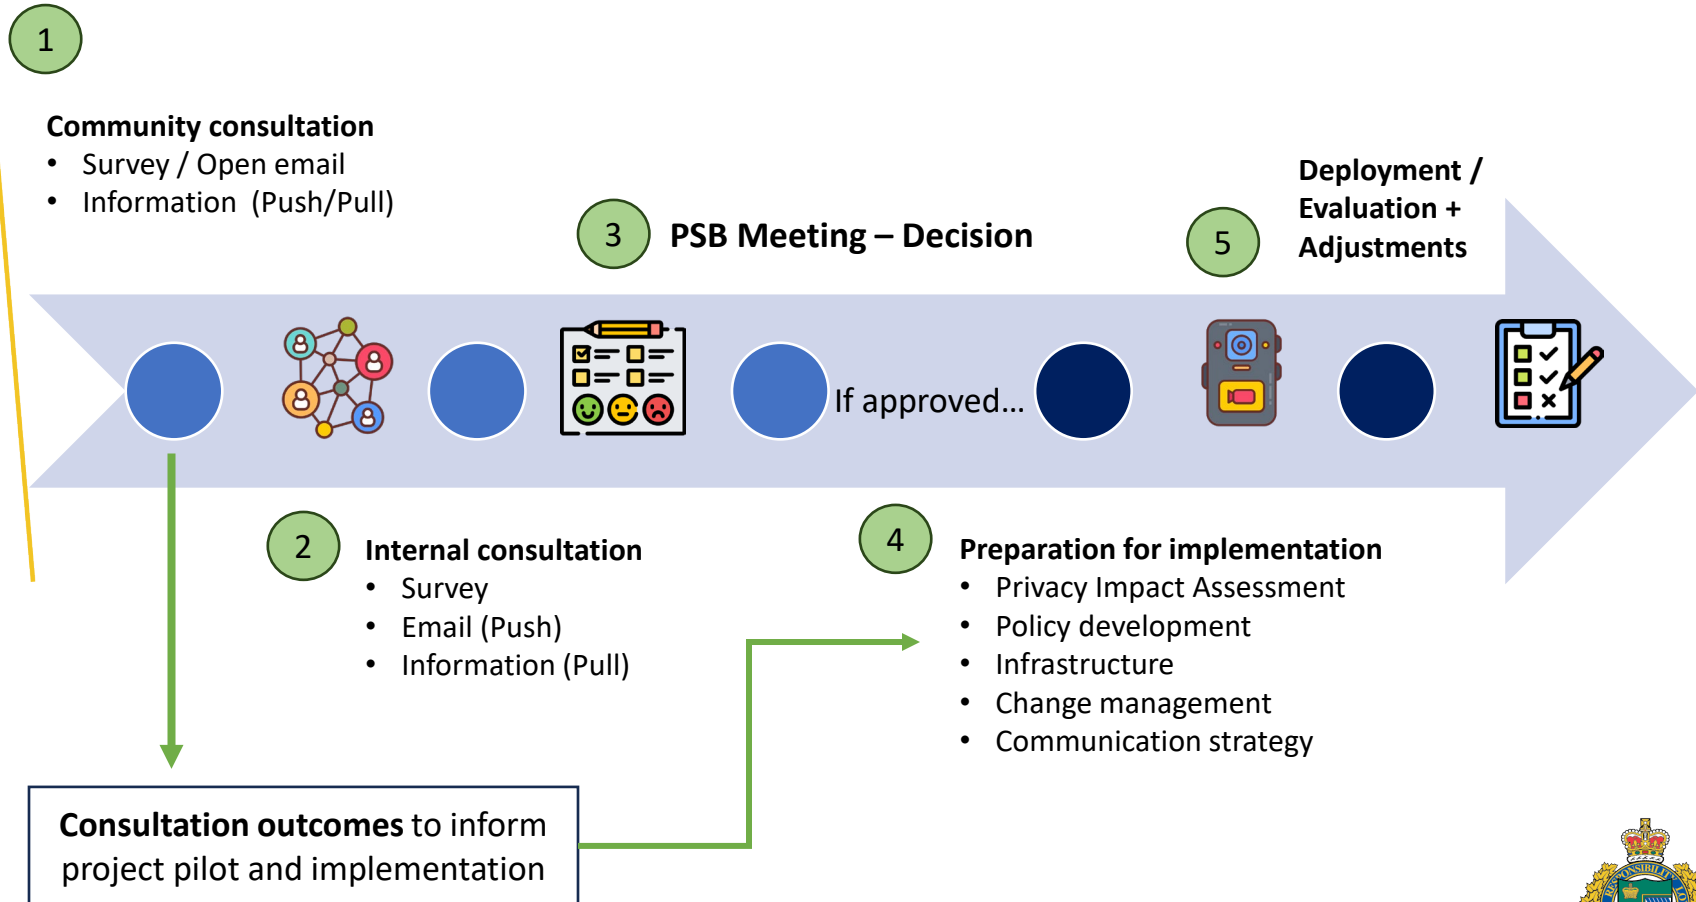 1
Community consultation
• Survey / Open email
• Information (Push/Pull)
3
PSB Meeting – Decision
5
Deployment /
Evaluation +
Adjustments
If approved...
2
Internal consultation
• Survey
• Email (Push)
• Information (Pull)
4
Preparation for implementation
• Privacy Impact Assessment
• Policy development
• Infrastructure
• Change management
• Communication strategy
Consultation outcomes to inform
project pilot and implementation